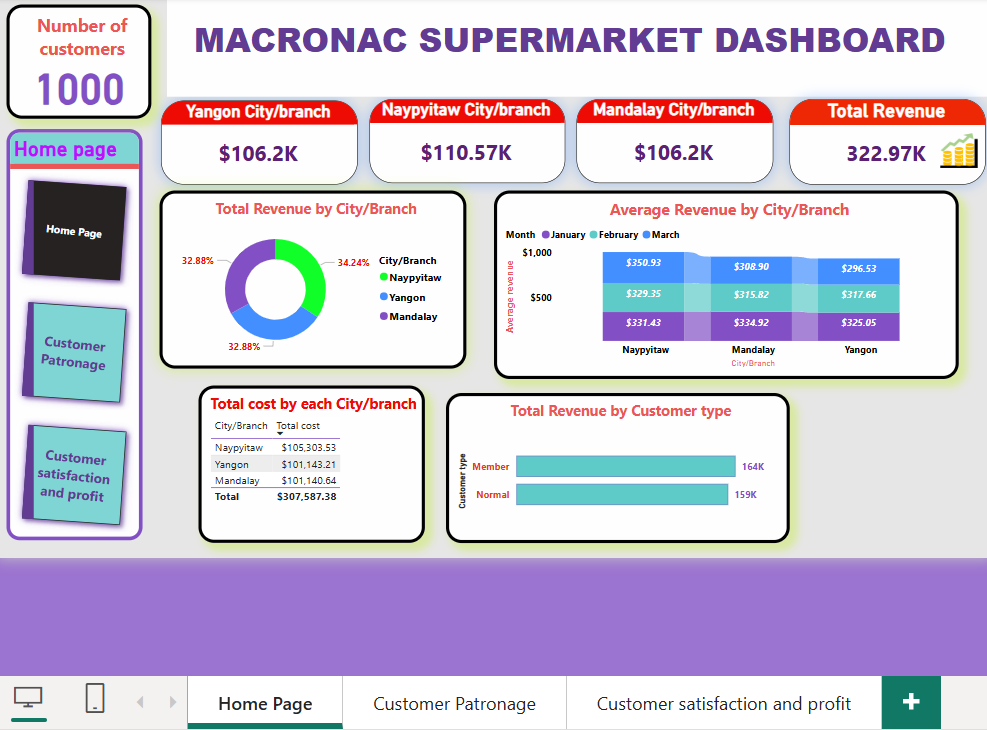 Number of
customers
1000
MACRONAC SUPERMARKET DASHBOARD
Home page
Home Page
Customer
Patronage
Customer
satisfaction
and profit
Yangon City/branch
$106.2K
Naypyitaw City/branch
$110.57K
Mandalay City/branch
$106.2K
Total Revenue
322.97K
Total Revenue by City/Branch
32.88%
34.24%
32.88%
City/Branch
Naypyitaw
Yangon
Mandalay
Average Revenue by City/Branch
Month January February March
Average revenue
$1,000
$500
$350.93 $308.90 $296.53
$329.35 $315.82 $317.66
$331.43 $334.92 $325.05
Naypyitaw Mandalay Yangon
City/Branch
Total cost by each City/branch
City/Branch Total cost
Naypyitaw $105,303.53
Yangon $101,143.21
Mandalay $101,140.64
Total $307,587.38
Total Revenue by Customer type
Customer type
Member 164K
Normal 159K
Home Page Customer Patronage Customer satisfaction and profit +